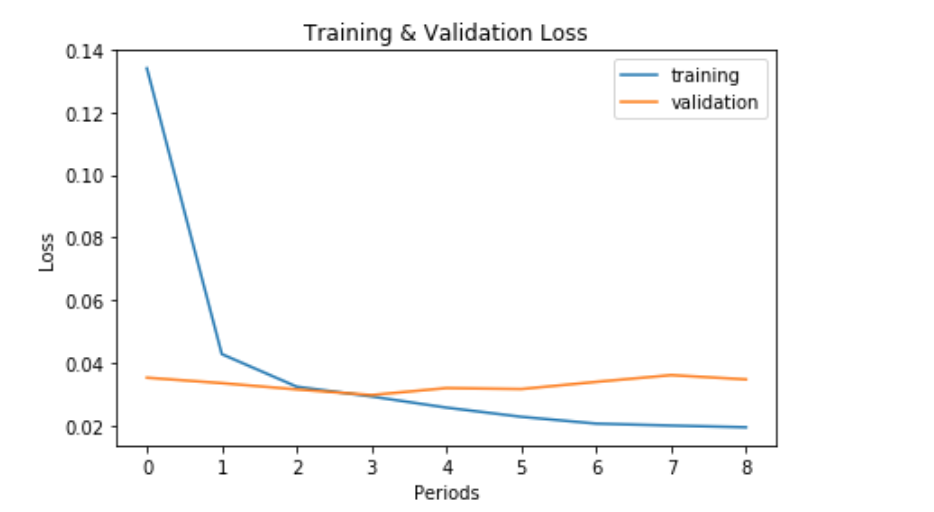 Training & Validation Loss
training
validation
0.14
0.12
0.10
0.08
0.06
0.04
0.02
Loss
0 1 2 3 4 5 6 7 8
Periods